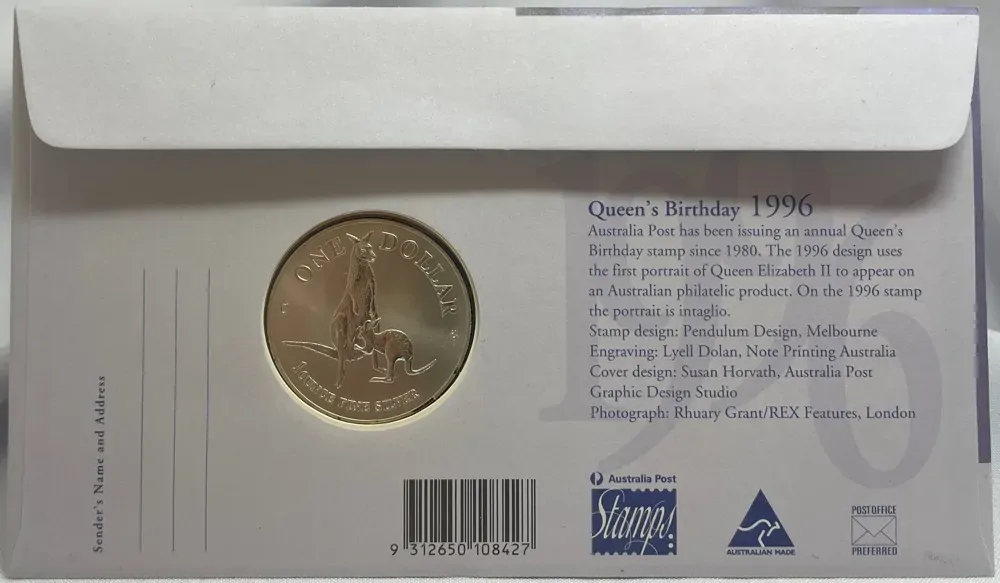 ONE DOLLAR
1 OUNCE FINE SILVER
Queen's Birthday 1996
Australia Post has been issuing an annual Queen's
Birthday stamp since 1980. The 1996 design uses
the first portrait of Queen Elizabeth II to appear on
an Australian philatelic product. On the 1996 stamp
the portrait is intaglio.
Stamp design: Pendulum Design, Melbourne
Engraving: Lyell Dolan, Note Printing Australia
Cover design: Susan Horvath, Australia Post
Graphic Design Studio
Photograph: Rhuary Grant/REX Features, London
1996
Sender's Name and Address
9 312650 108427
Australia Post
Stamps!
AUSTRALIAN MADE
POSTOFFICE
PREFERRED